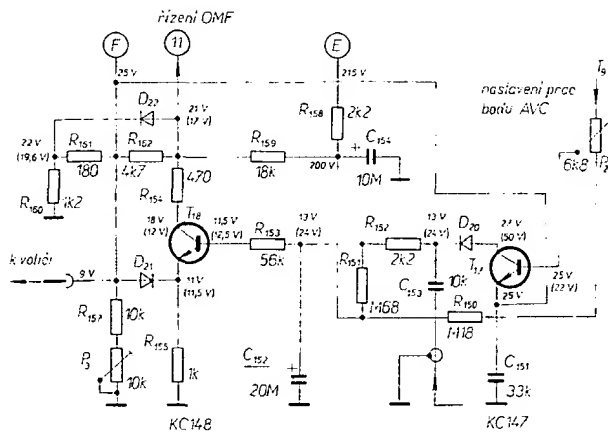 řízení OMF
F
11
E
25 V
215 V
T9
nastavení prac
bodu AVC
D22
21 V
(17 V)
R158
2k2
22 V
(19,6 V)
R161
180
R162
4k7
R159
18k
200 V
+
C154
10M
6k8
P2
R160
1k2
R154
470
18 V
(12 V)
T18
11,5 V
(12,5 V)
R153
56k
13 V
(24 V)
R152
2k2
13 V
(24 V)
D20
27 V
(50 V)
k voliči
9 V
D21
11 V
(11,5 V)
R151
M68
C153
10k
T17
25 V
(22 V)
R150
M18
25 V
R157
10k
P3
10k
R155
1k
C152
+
20M
C151
33k
KC148
KC147